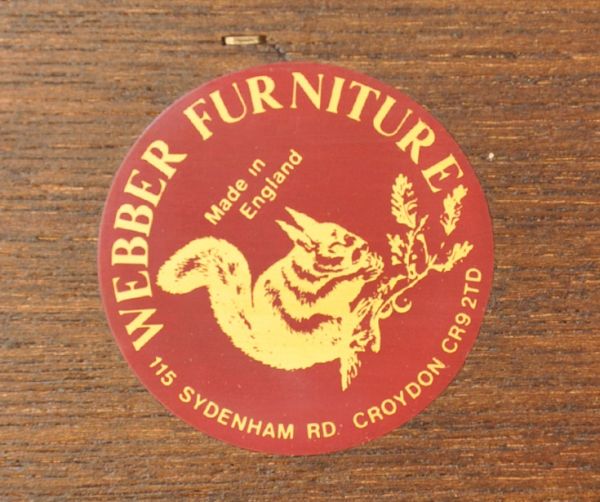 WEBBER FURNITURE
Made in
England
115 SYDENHAM RD. CROYDON CR9 2TD